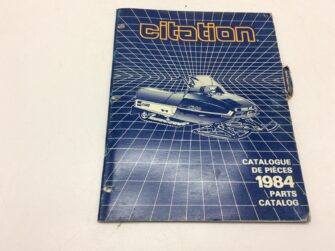 citation
CATALOGUE
DE PIÈCES
1984
PARTS
CATALOG